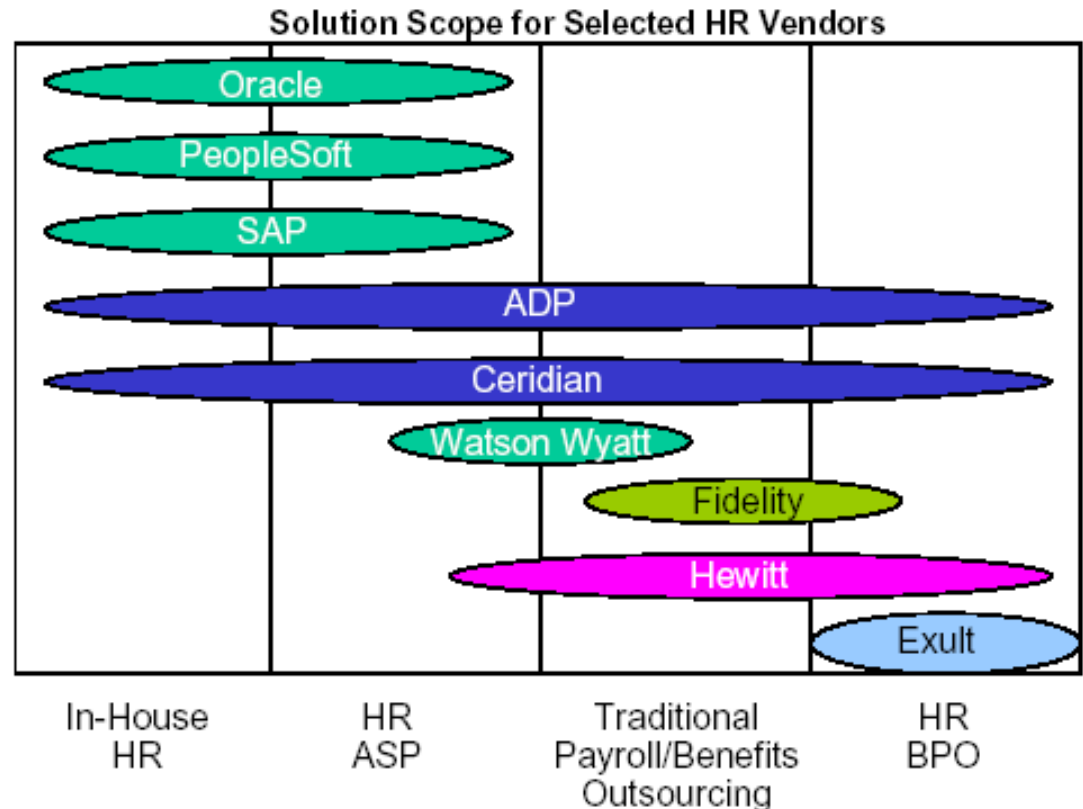 Solution Scope for Selected HR Vendors
Oracle
PeopleSoft
SAP
ADP
Ceridian
Watson Wyatt
Fidelity
Hewitt
Exult
In-House
HR
HR
ASP
Traditional
Payroll/Benefits
Outsourcing
HR
BPO